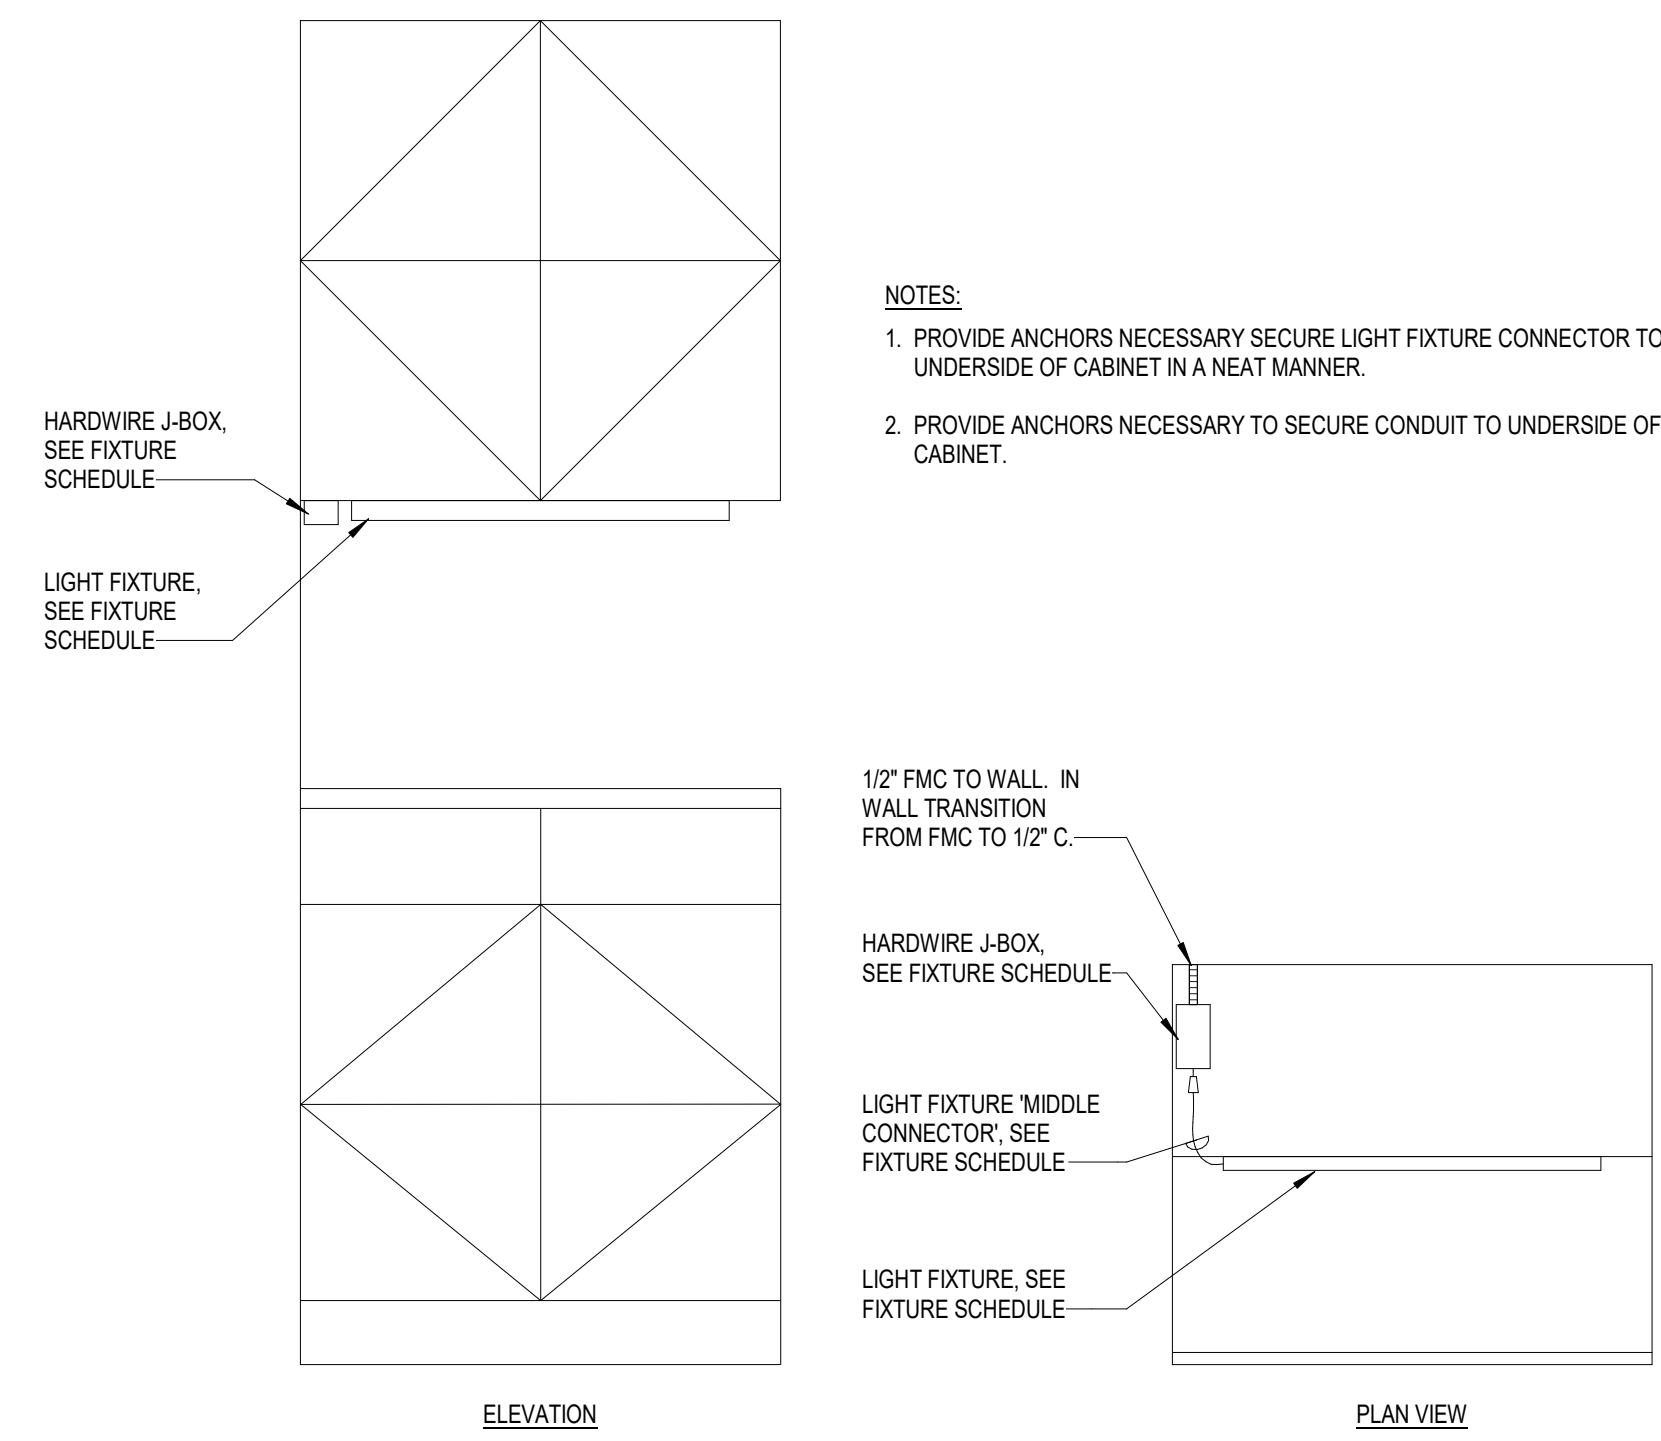 NOTES:
1. PROVIDE ANCHORS NECESSARY SECURE LIGHT FIXTURE CONNECTOR TO
UNDERSIDE OF CABINET IN A NEAT MANNER.
2. PROVIDE ANCHORS NECESSARY TO SECURE CONDUIT TO UNDERSIDE OF
CABINET.
HARDWIRE J-BOX,
SEE FIXTURE
SCHEDULE
LIGHT FIXTURE,
SEE FIXTURE
SCHEDULE
1/2" FMC TO WALL. IN
WALL TRANSITION
FROM FMC TO 1/2" C.
HARDWIRE J-BOX,
SEE FIXTURE SCHEDULE
LIGHT FIXTURE 'MIDDLE
CONNECTOR', SEE
FIXTURE SCHEDULE
LIGHT FIXTURE, SEE
FIXTURE SCHEDULE
ELEVATION
PLAN VIEW